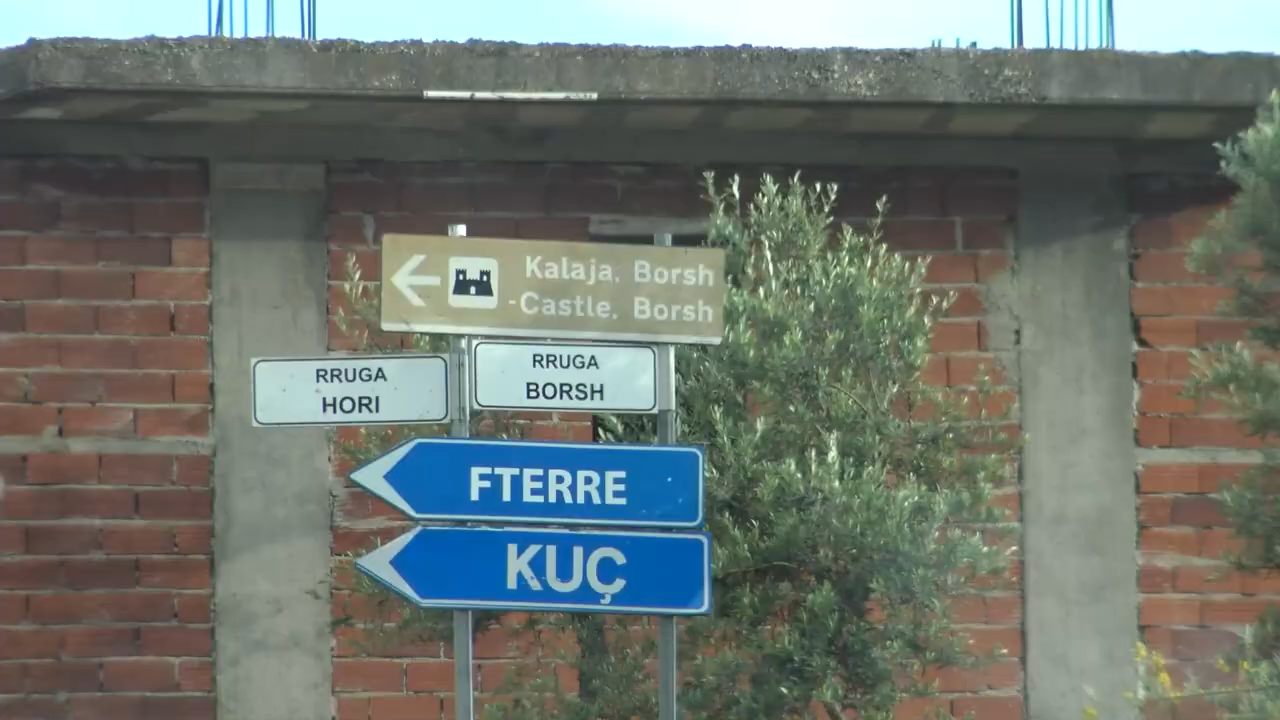 Kalaja, Borsh
-Castle, Borsh
RRUGA
HORI
RRUGA
BORSH
FTERRE
KUÇ